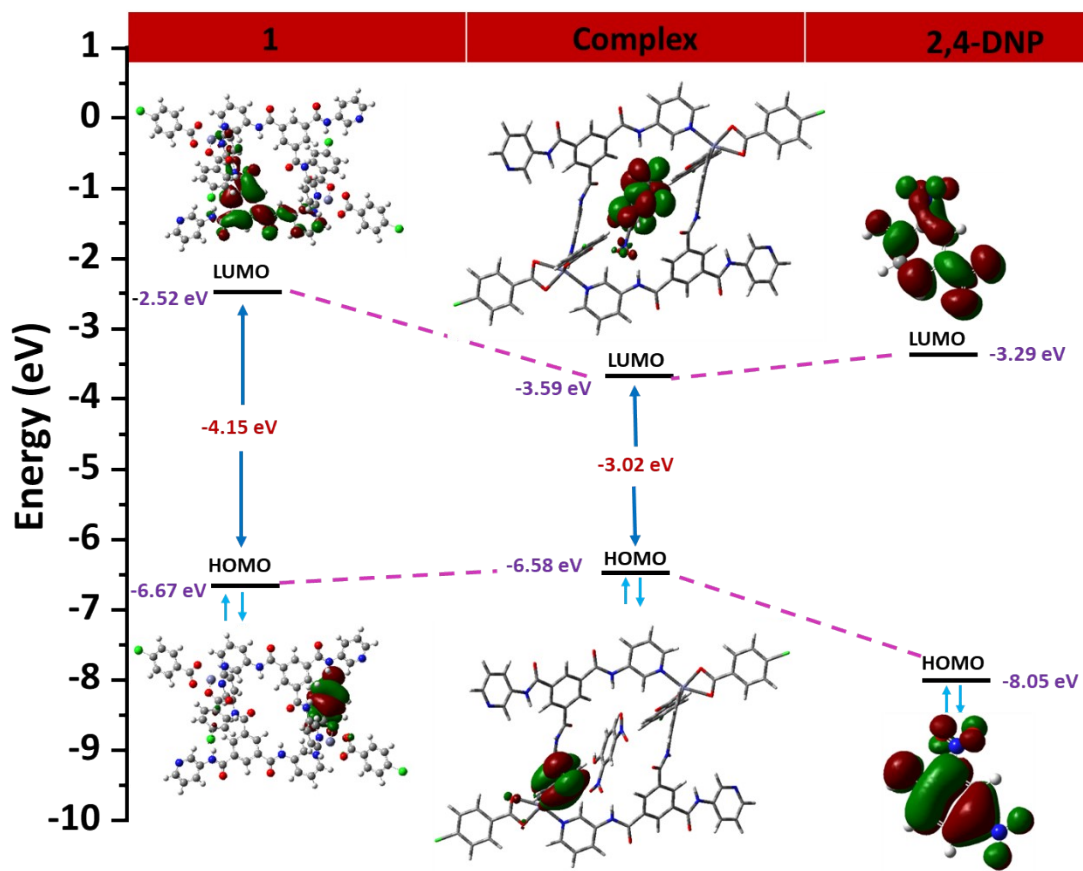 1 Complex 2,4-DNP
Energy (eV)
1
0
-1
-2
-3
-4
-5
-6
-7
-8
-9
-10
LUMO
-2.52 eV
-4.15 eV
HOMO
-6.67 eV
LUMO
-3.59 eV
-3.02 eV
HOMO
-6.58 eV
LUMO
-3.29 eV
HOMO
-8.05 eV